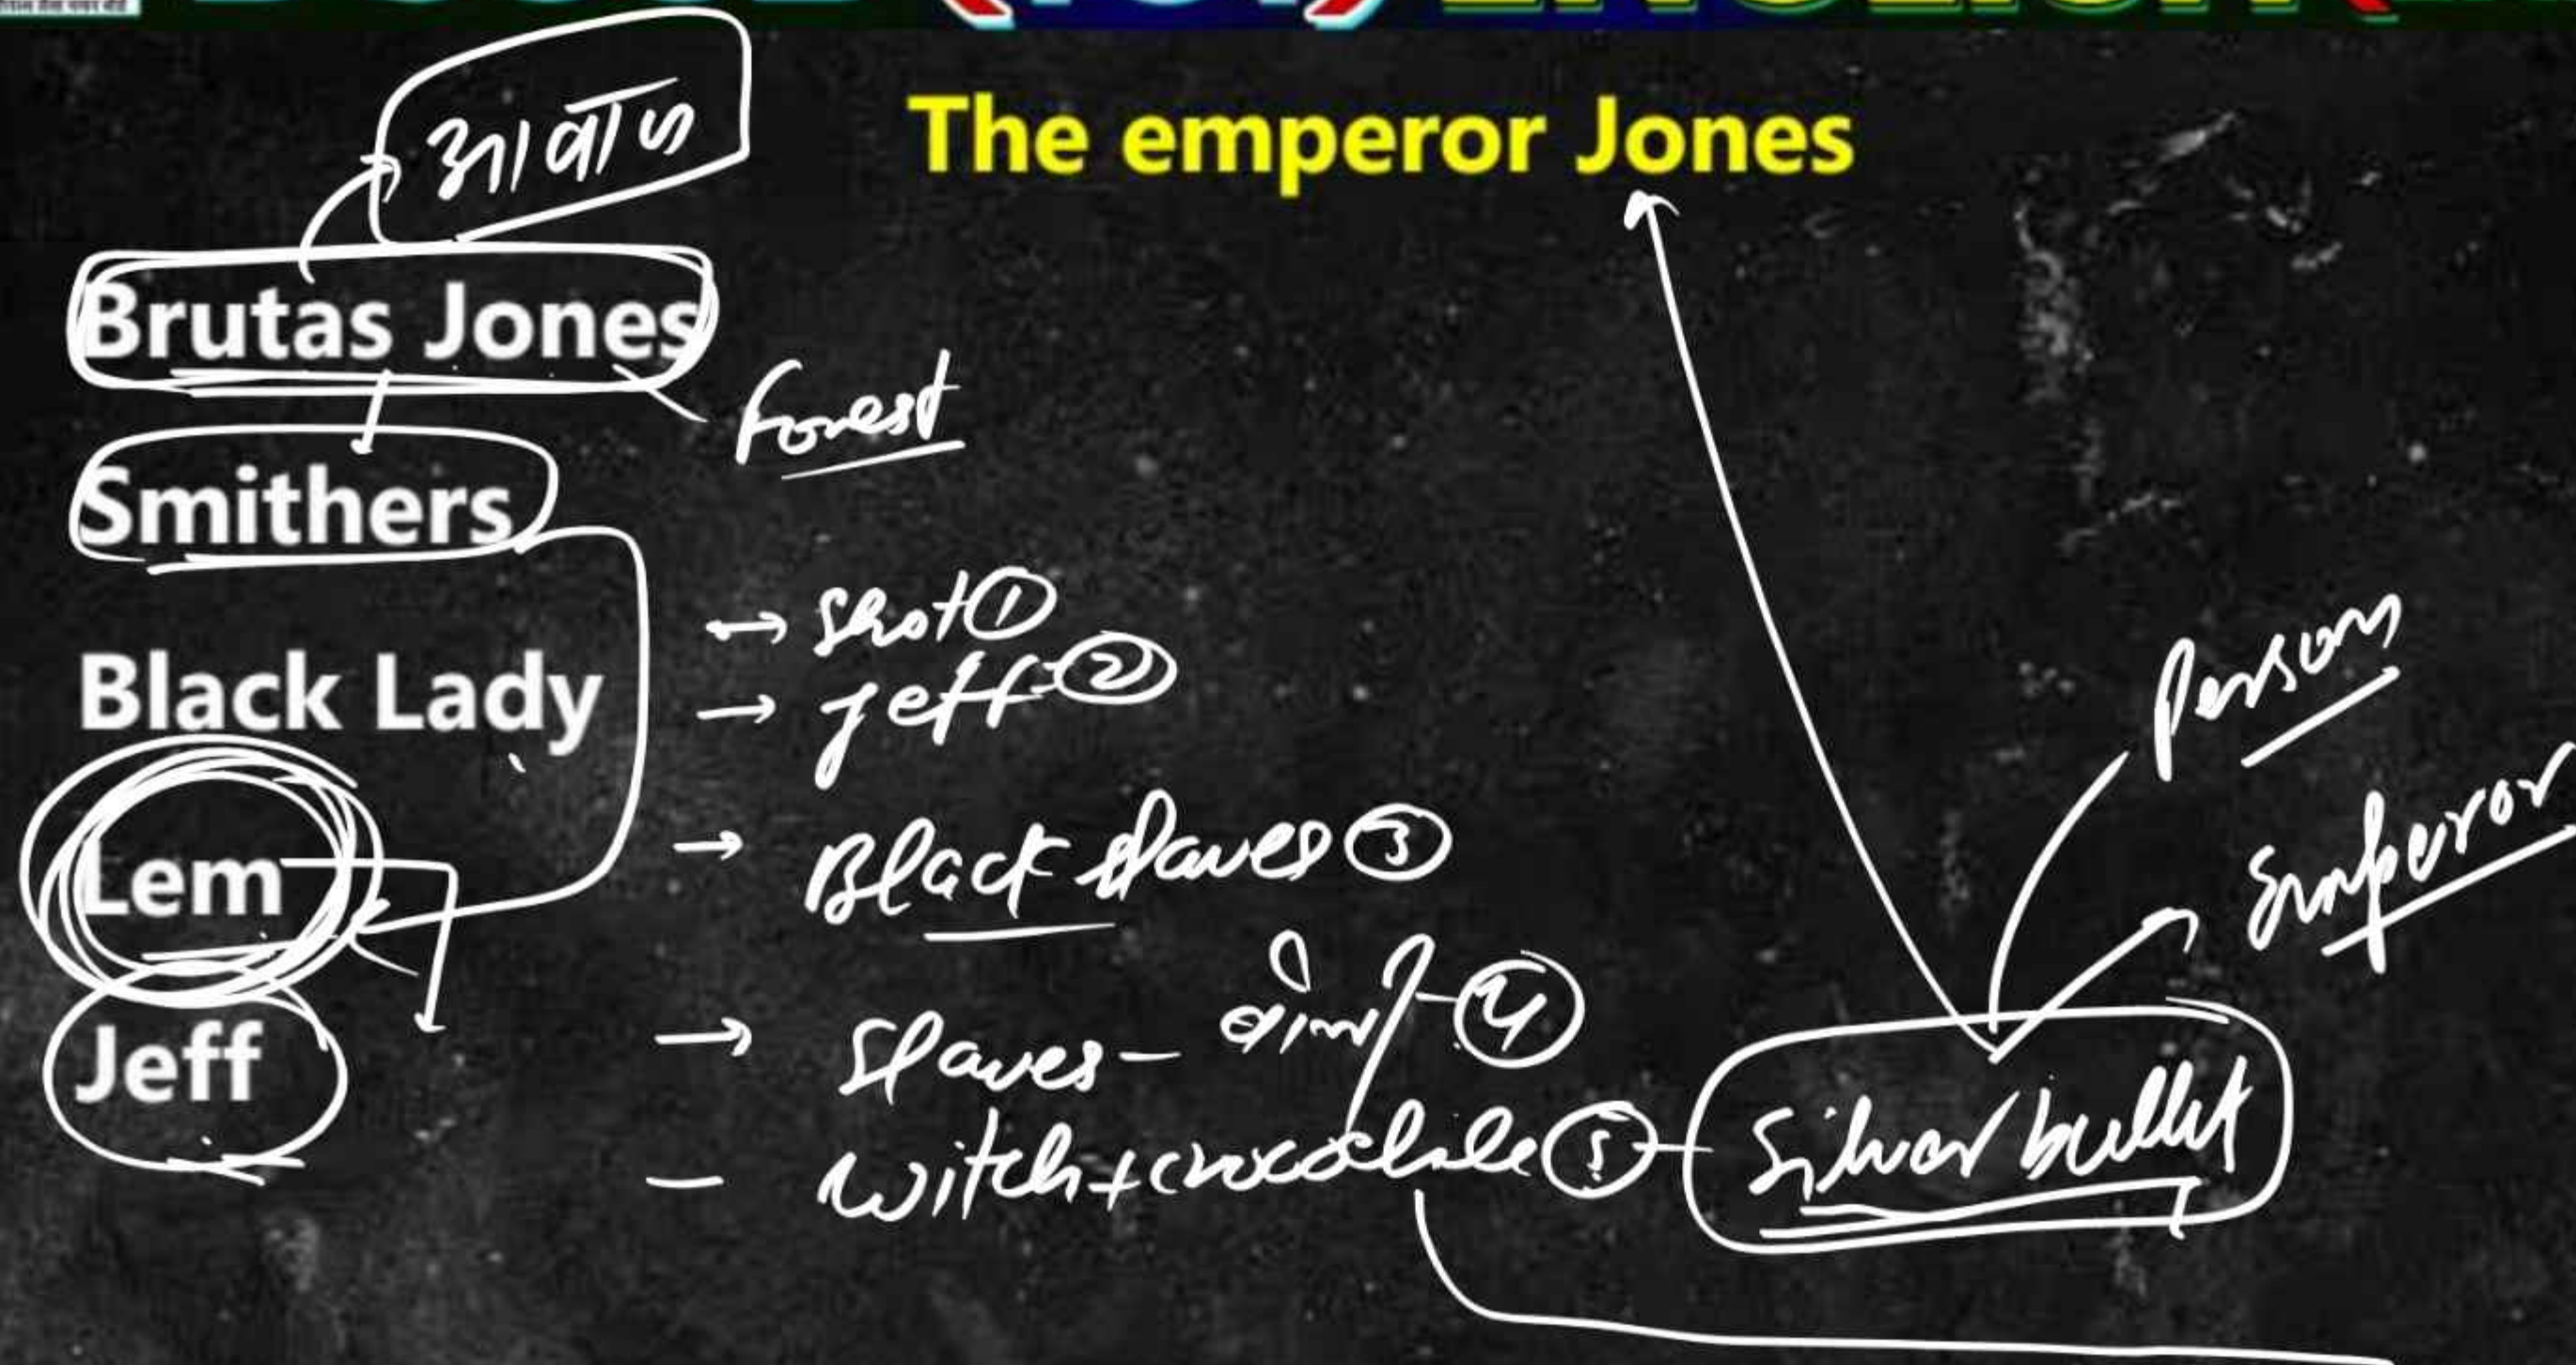 ENGLISH
The emperor Jones
आवाज
Brutas Jones
Forest
Smithers
→ Shot ①
Black Lady
→ Jeff - ②
Person
→ Black slaves ③
Emperor
Lem
→ Slaves - ④
Jeff
- witch + crocodile ⑤ - Silver bullet